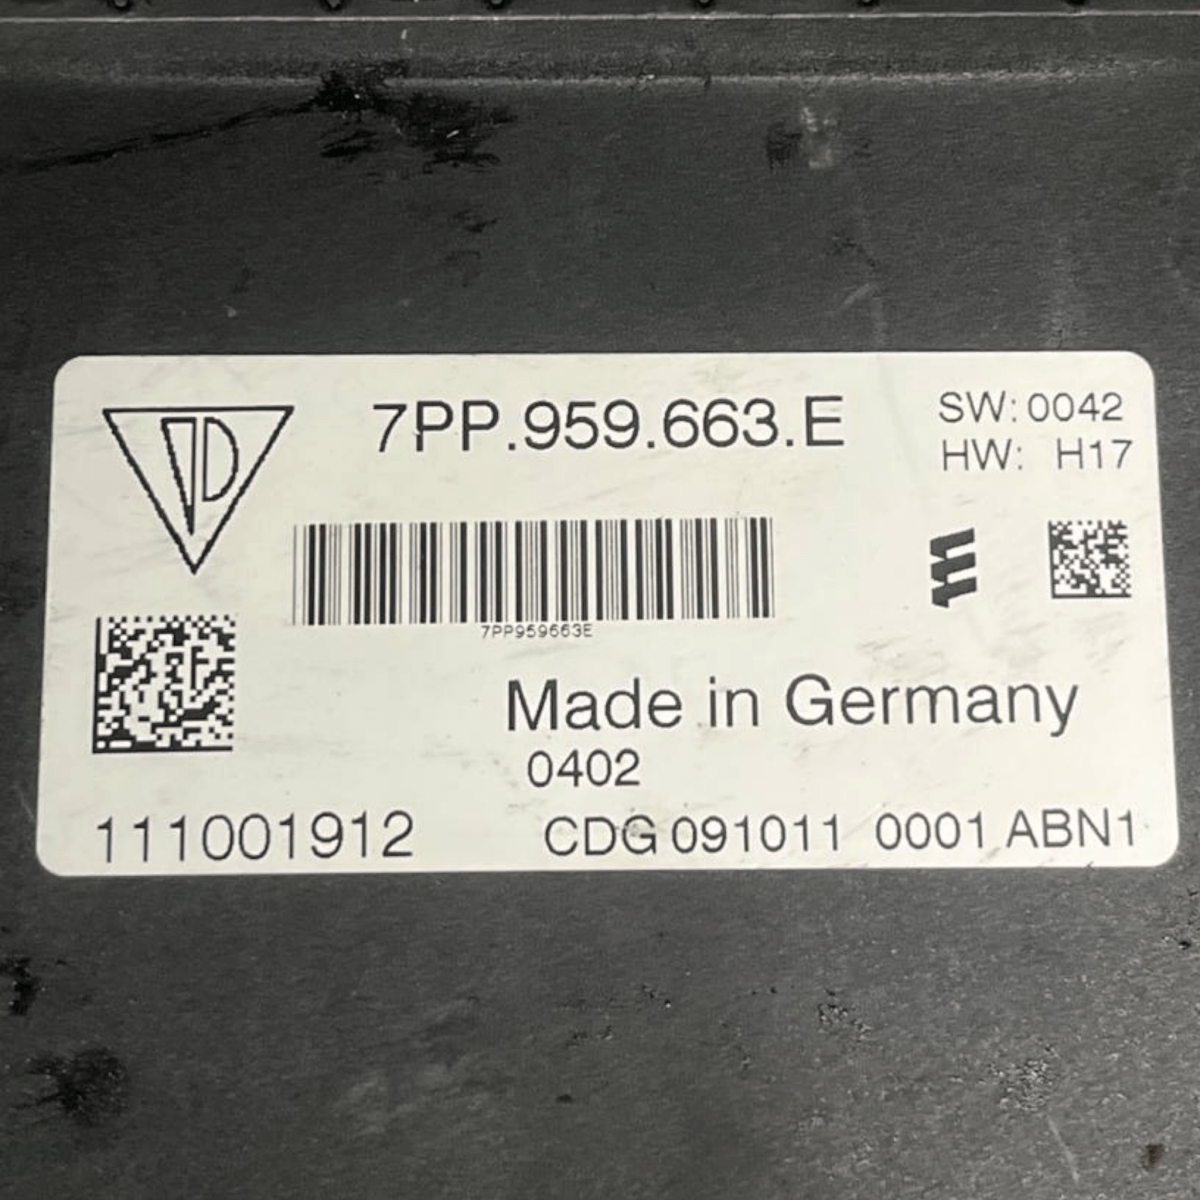 7PP.959.663.E
SW: 0042
HW: H17
7PP959663E
Made in Germany
0402
111001912
CDG 091011 0001 ABN1